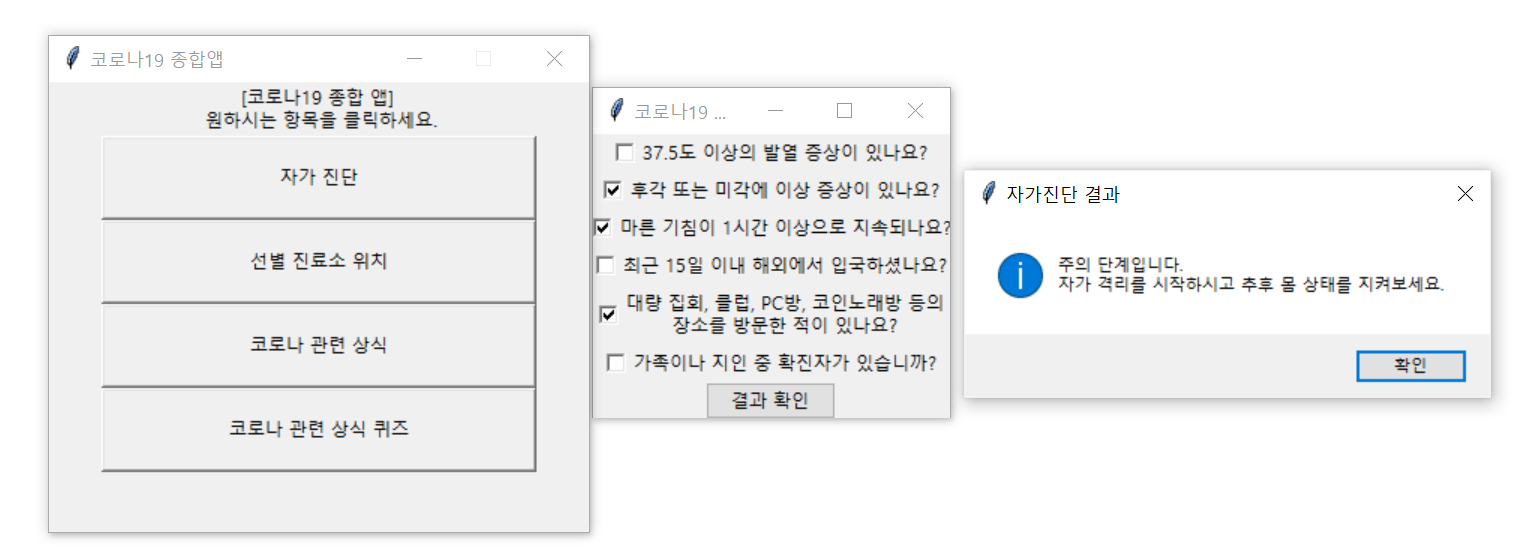 코로나19 종합앱
[코로나19 종합 앱]
원하시는 항목을 클릭하세요.
자가 진단
선별 진료소 위치
코로나 관련 상식
코로나 관련 상식 퀴즈
코로나19 ...
37.5도 이상의 발열 증상이 있나요?
후각 또는 미각에 이상 증상이 있나요?
마른 기침이 1시간 이상으로 지속되나요?
최근 15일 이내 해외에서 입국하셨나요?
대량 집회, 클럽, PC방, 코인노래방 등의
장소를 방문한 적이 있나요?
가족이나 지인 중 확진자가 있습니까?
결과 확인
자가진단 결과
주의 단계입니다.
자가 격리를 시작하시고 추후 몸 상태를 지켜보세요.
확인